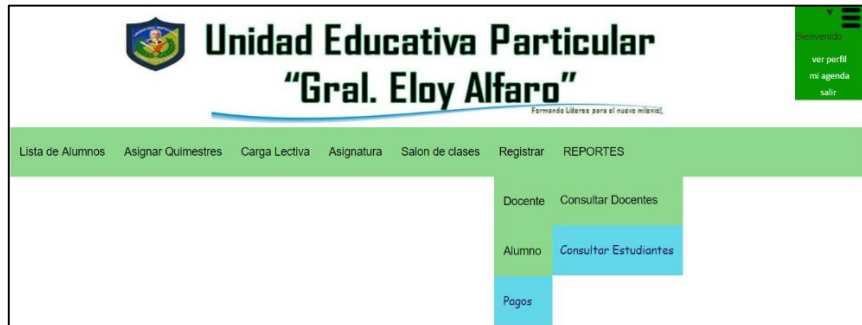 Unidad Educativa Particular
“Gral. Eloy Alfaro”
Formando Líderes para el nuevo milenio!,
Bienvenido
ver perfil
mi agenda
salir
Lista de Alumnos Asignar Quimestres Carga Lectiva Asignatura Salon de clases Registrar REPORTES
Docente Consultar Docentes
Alumno Consultar Estudiantes
Pagos